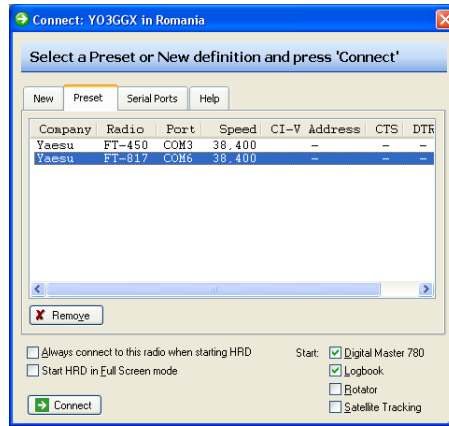 Connect: YO3GGX in Romania
Select a Preset or New definition and press 'Connect'
New Preset Serial Ports Help
Company Radio Port Speed CI-V Address CTS DTR
Yaesu FT-450 COM3 38,400 - - -
Yaesu FT-817 COM6 38,400 - - -
Remove
Always connect to this radio when starting HRD Start: Digital Master 780
Start HRD in Full Screen mode Logbook
Rotator
Connect Satellite Tracking